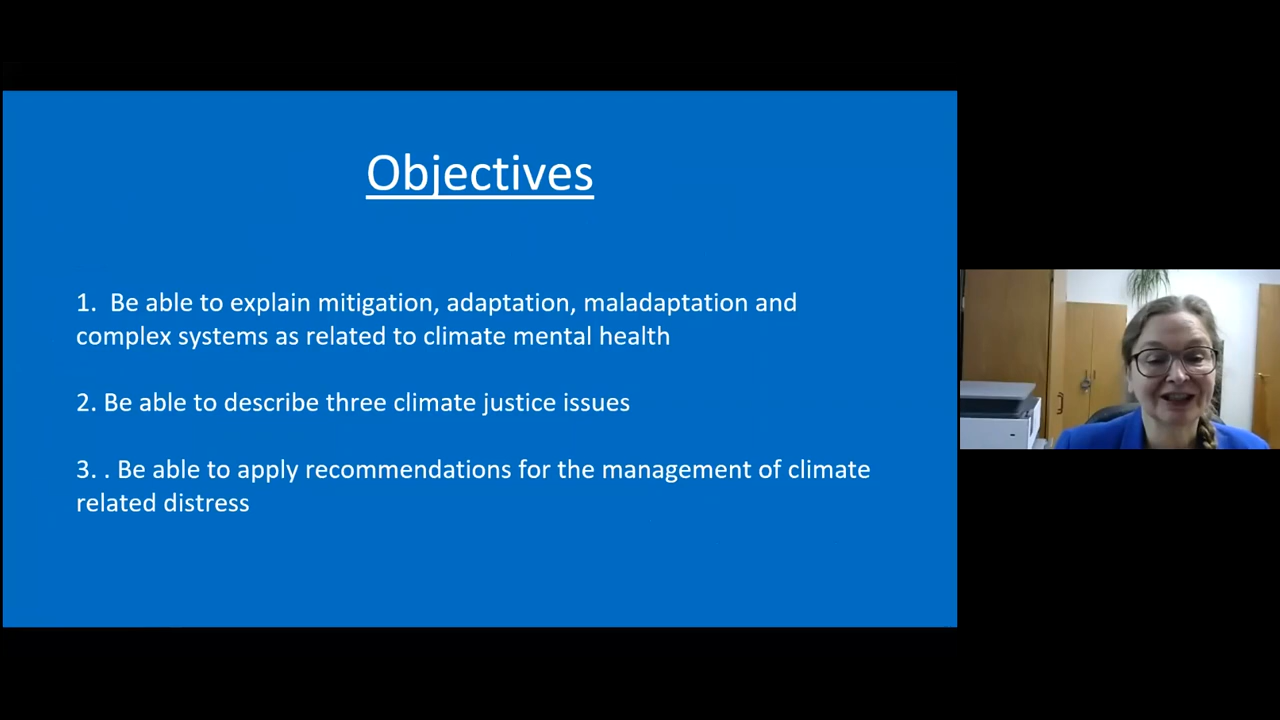 Objectives
1.  Be able to explain mitigation, adaptation, maladaptation and
complex systems as related to climate mental health
2. Be able to describe three climate justice issues
3. . Be able to apply recommendations for the management of climate
related distress